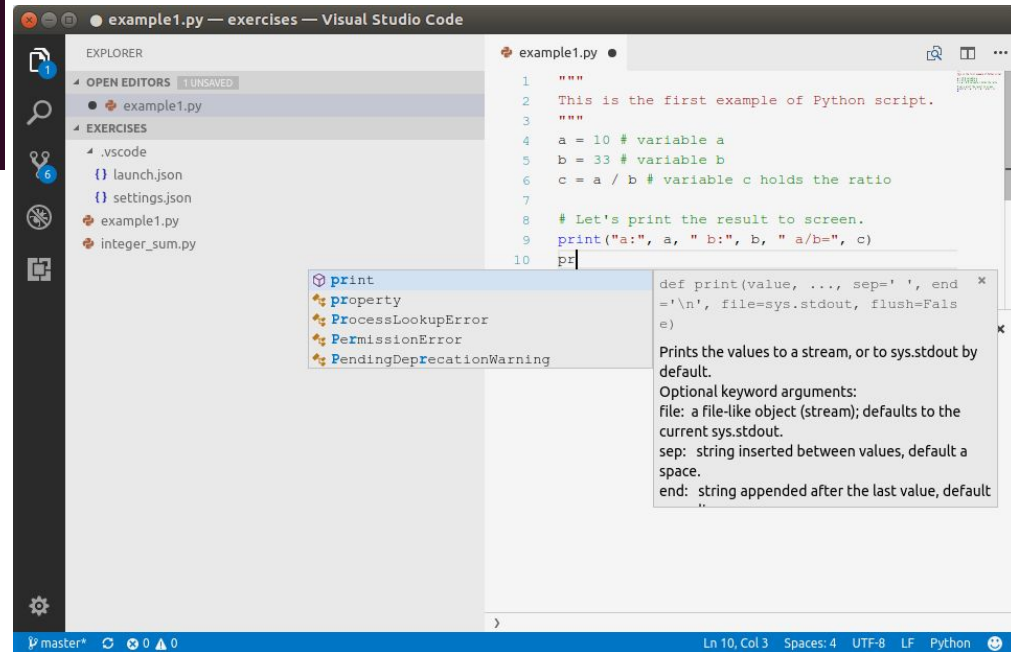 example1.py — exercises — Visual Studio Code
EXPLORER
OPEN EDITORS 1 UNSAVED
example1.py
EXERCISES
.vscode
{} launch.json
{} settings.json
example1.py
integer_sum.py
1
6
example1.py
1 """
2 This is the first example of Python script.
3 """
4 a = 10 # variable a
5 b = 33 # variable b
6 c = a / b # variable c holds the ratio
7
8 # Let's print the result to screen.
9 print("a:", a, " b:", b, " a/b=", c)
10 pr
print
property
ProcessLookupError
PermissionError
PendingDeprecationWarning
def print(value, ..., sep=' ', end
='\n', file=sys.stdout, flush=Fals
e)
Prints the values to a stream, or to sys.stdout by
default.
Optional keyword arguments:
file: a file-like object (stream); defaults to the
current sys.stdout.
sep: string inserted between values, default a
space.
end: string appended after the last value, default
master* 0 0 Ln 10, Col 3 Spaces: 4 UTF-8 LF Python